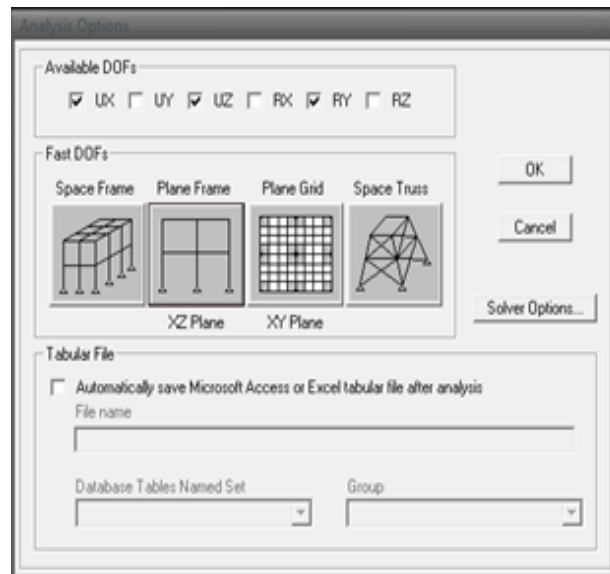 Analysis Options
Available DOFs
UX UY UZ RX RY RZ
Fast DOFs
Space Frame Plane Frame Plane Grid Space Truss
XZ Plane XY Plane
OK
Cancel
Solver Options...
Tabular File
Automatically save Microsoft Access or Excel tabular file after analysis
File name
Database Tables Named Set Group